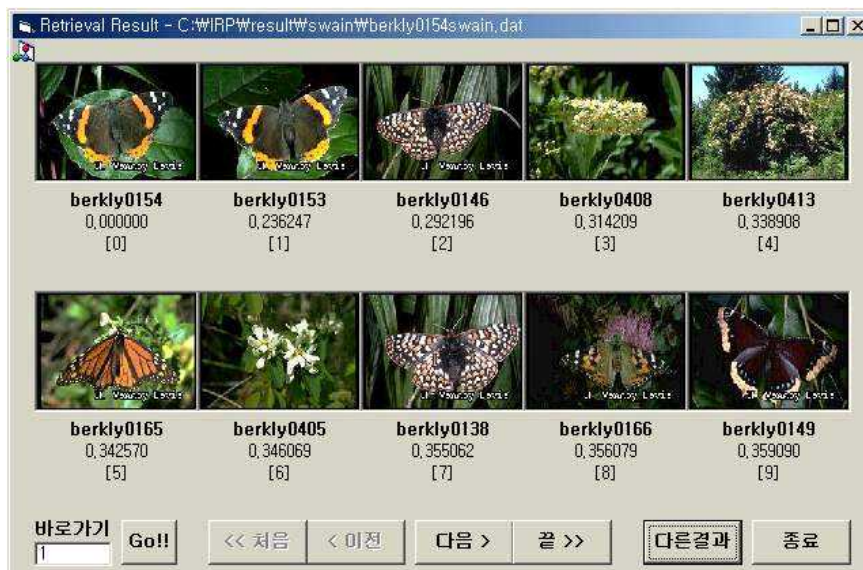 Retrieval Result - C:₩IRP₩result₩swain₩berkly0154swain.dat
berkly0154 berkly0153 berkly0146 berkly0408 berkly0413
0,000000 0,236247 0,292196 0,314209 0,338908
[0] [1] [2] [3] [4]
berkly0165 berkly0405 berkly0138 berkly0166 berkly0149
0,342570 0,346069 0,355062 0,356079 0,359090
[5] [6] [7] [8] [9]
바로가기
1
Go!! << 처음 < 이전 다음 > 끝 >> 다른결과 종료